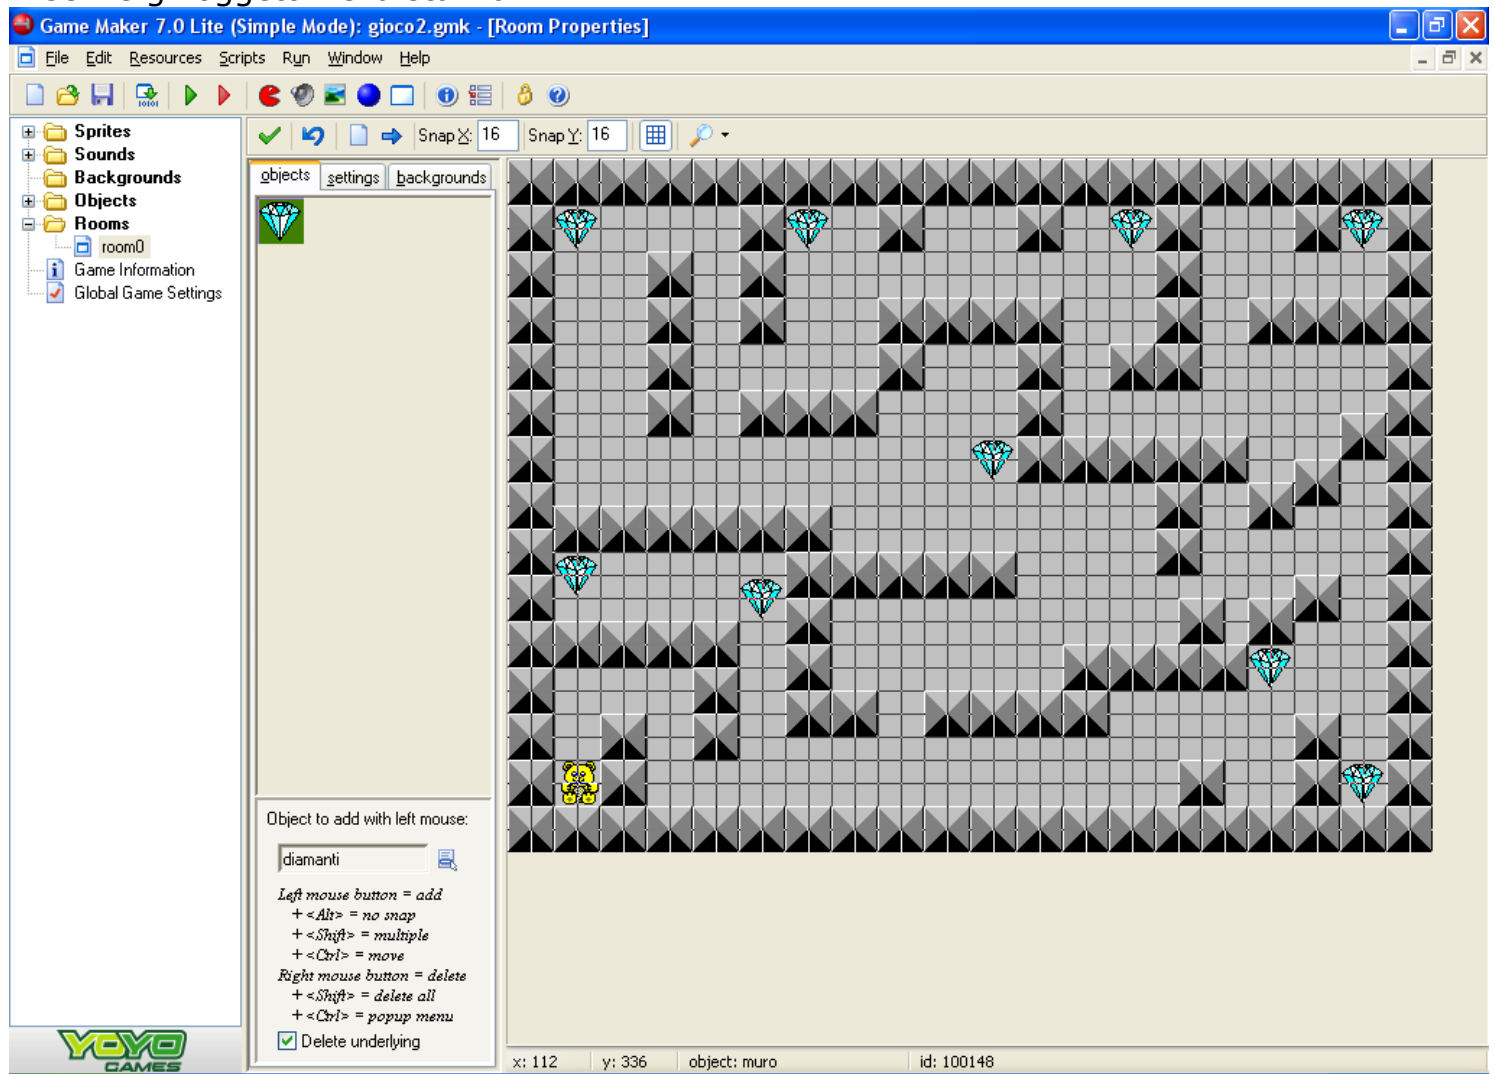 Game Maker 7.0 Lite (Simple Mode): gioco2.gmk - [Room Properties]
File Edit Resources Scripts Run Window Help
Snap X: 16 Snap Y: 16
Sprites
Sounds
Backgrounds
Objects
Rooms
room0
Game Information
Global Game Settings
objects settings backgrounds
Object to add with left mouse:
diamanti
Left mouse button = add
+ <Alt> = no snap
+ <Shift> = multiple
+ <Ctrl> = move
Right mouse button = delete
+ <Shift> = delete all
+ <Ctrl> = popup menu
Delete underlying
YOYO
GAMES
x: 112 y: 336 object: muro id: 100148